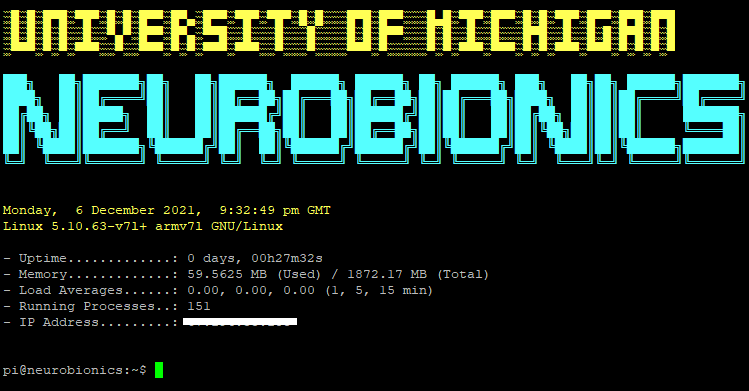 UNIVERSITY OF MICHIGAN
NEUROBIONICS
Monday,  6 December 2021,  9:32:49 pm GMT
Linux 5.10.63-v7l+ armv7l GNU/Linux
- Uptime.............: 0 days, 00h27m32s
- Memory.............: 59.5625 MB (Used) / 1872.17 MB (Total)
- Load Averages......: 0.00, 0.00, 0.00 (1, 5, 15 min)
- Running Processes..: 151
- IP Address.........:
pi@neurobionics:~$